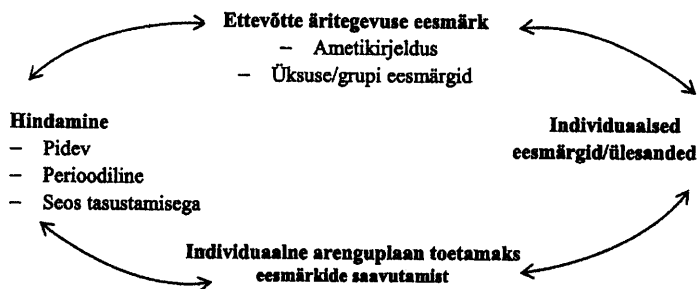 Ettevõtte äritegevuse eesmärk
– Ametikirjeldus
– Üksuse/grupi eesmärgid
Hindamine
– Pidev
– Perioodiline
– Seos tasustamisega
Individuaalsed
eesmärgid/ülesanded
Individuaalne arenguplaan toetamaks
eesmärkide saavutamist